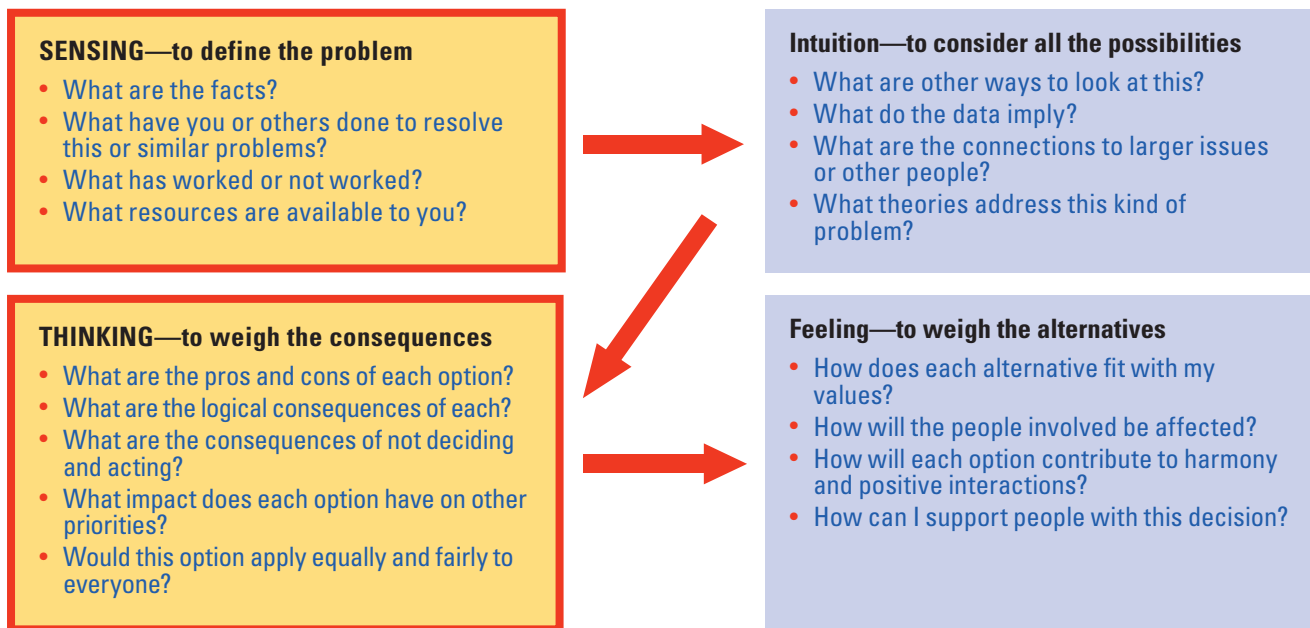 SENSING—to define the problem
• What are the facts?
• What have you or others done to resolve
this or similar problems?
• What has worked or not worked?
• What resources are available to you?
Intuition—to consider all the possibilities
• What are other ways to look at this?
• What do the data imply?
• What are the connections to larger issues
or other people?
• What theories address this kind of
problem?
THINKING—to weigh the consequences
• What are the pros and cons of each option?
• What are the logical consequences of each?
• What are the consequences of not deciding
and acting?
• What impact does each option have on other
priorities?
• Would this option apply equally and fairly to
everyone?
Feeling—to weigh the alternatives
• How does each alternative fit with my
values?
• How will the people involved be affected?
• How will each option contribute to harmony
and positive interactions?
• How can I support people with this decision?